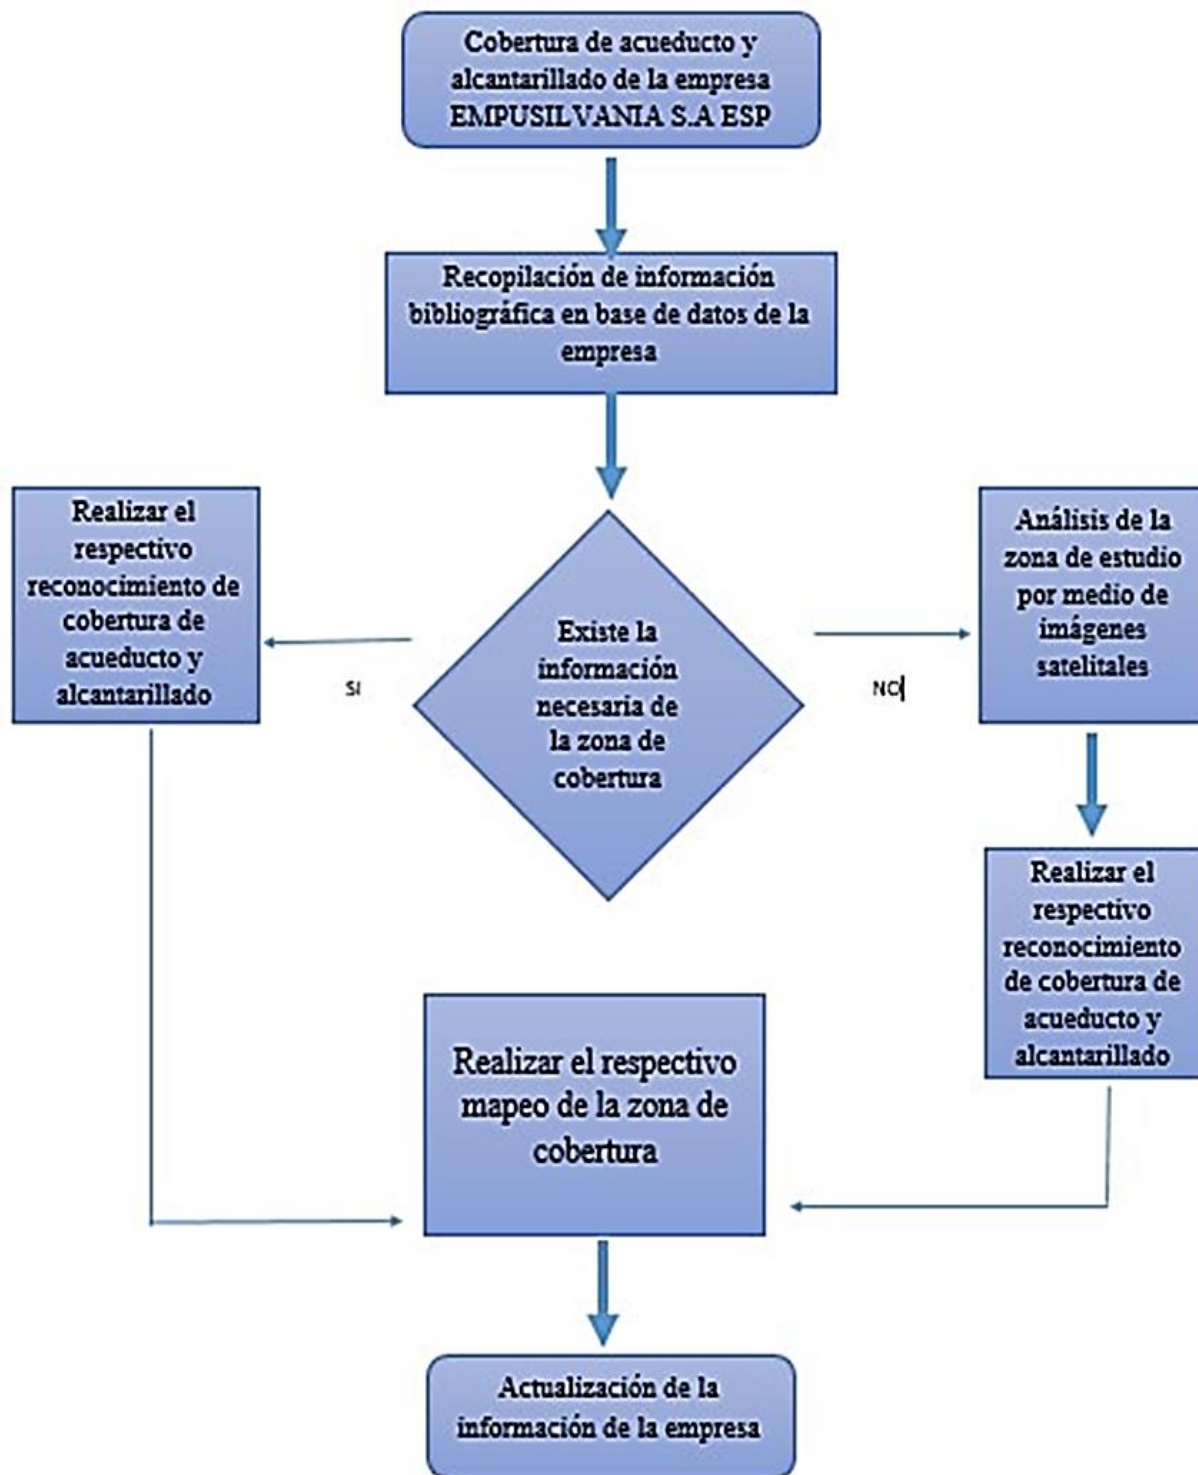 Cobertura de acueducto y
alcantarillado de la empresa
EMPUSILVANIA S.A ESP
Recopilación de información
bibliográfica en base de datos de la
empresa
Realizar el
respectivo
reconocimiento de
cobertura de
acueducto y
alcantarillado
SI
Existe la
información
necesaria de
la zona de
cobertura
NO
Análisis de la
zona de estudio
por medio de
imágenes
satelitales
Realizar el
respectivo
reconocimiento
de cobertura de
acueducto y
alcantarillado
Realizar el respectivo
mapeo de la zona de
cobertura
Actualización de la
información de la empresa